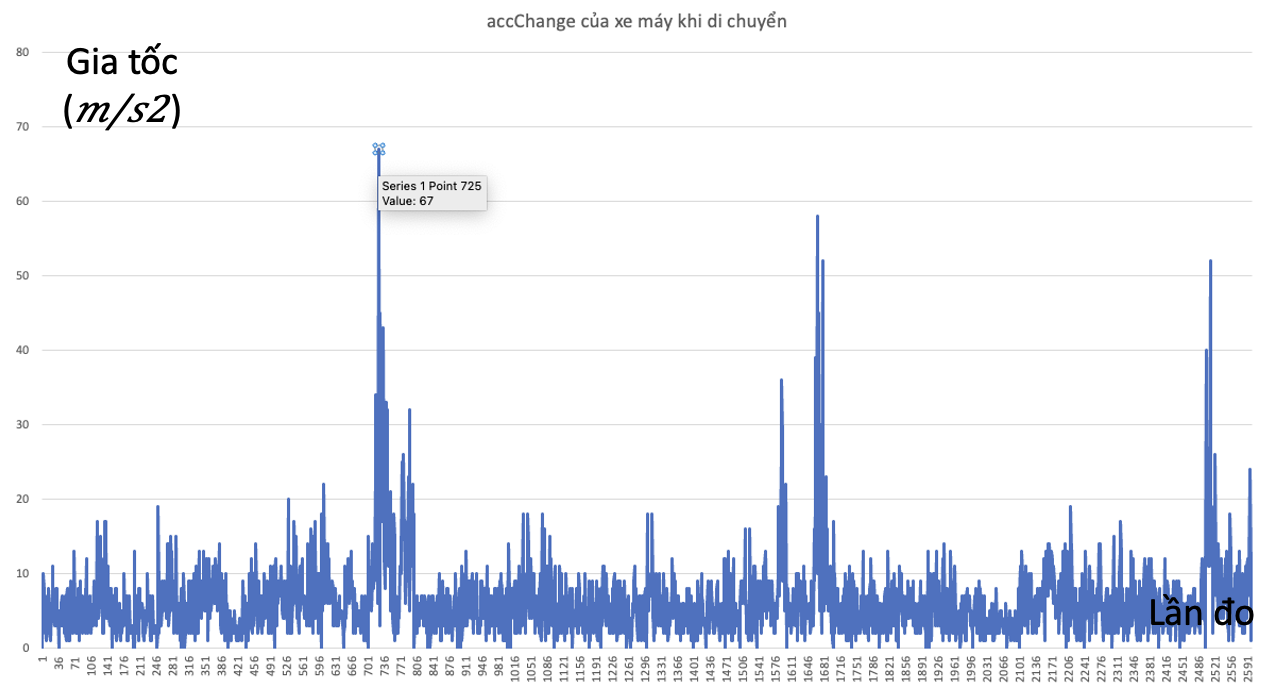 accChange của xe máy khi di chuyển
80
Gia tốc
(m/s2)
70
60
Series 1 Point 725
Value: 67
50
40
30
20
10
Lần đo
0
1 36 71 106 141 176 211 246 281 316 351 386 421 456 491 526 561 596 631 666 701 736 771 806 841 876 911 946 981 1016 1051 1086 1121 1156 1191 1226 1261 1296 1331 1366 1401 1436 1471 1506 1541 1576 1611 1646 1681 1716 1751 1786 1821 1856 1891 1926 1961 1996 2031 2066 2101 2136 2171 2206 2241 2276 2311 2346 2381 2416 2451 2486 2521 2556 2591